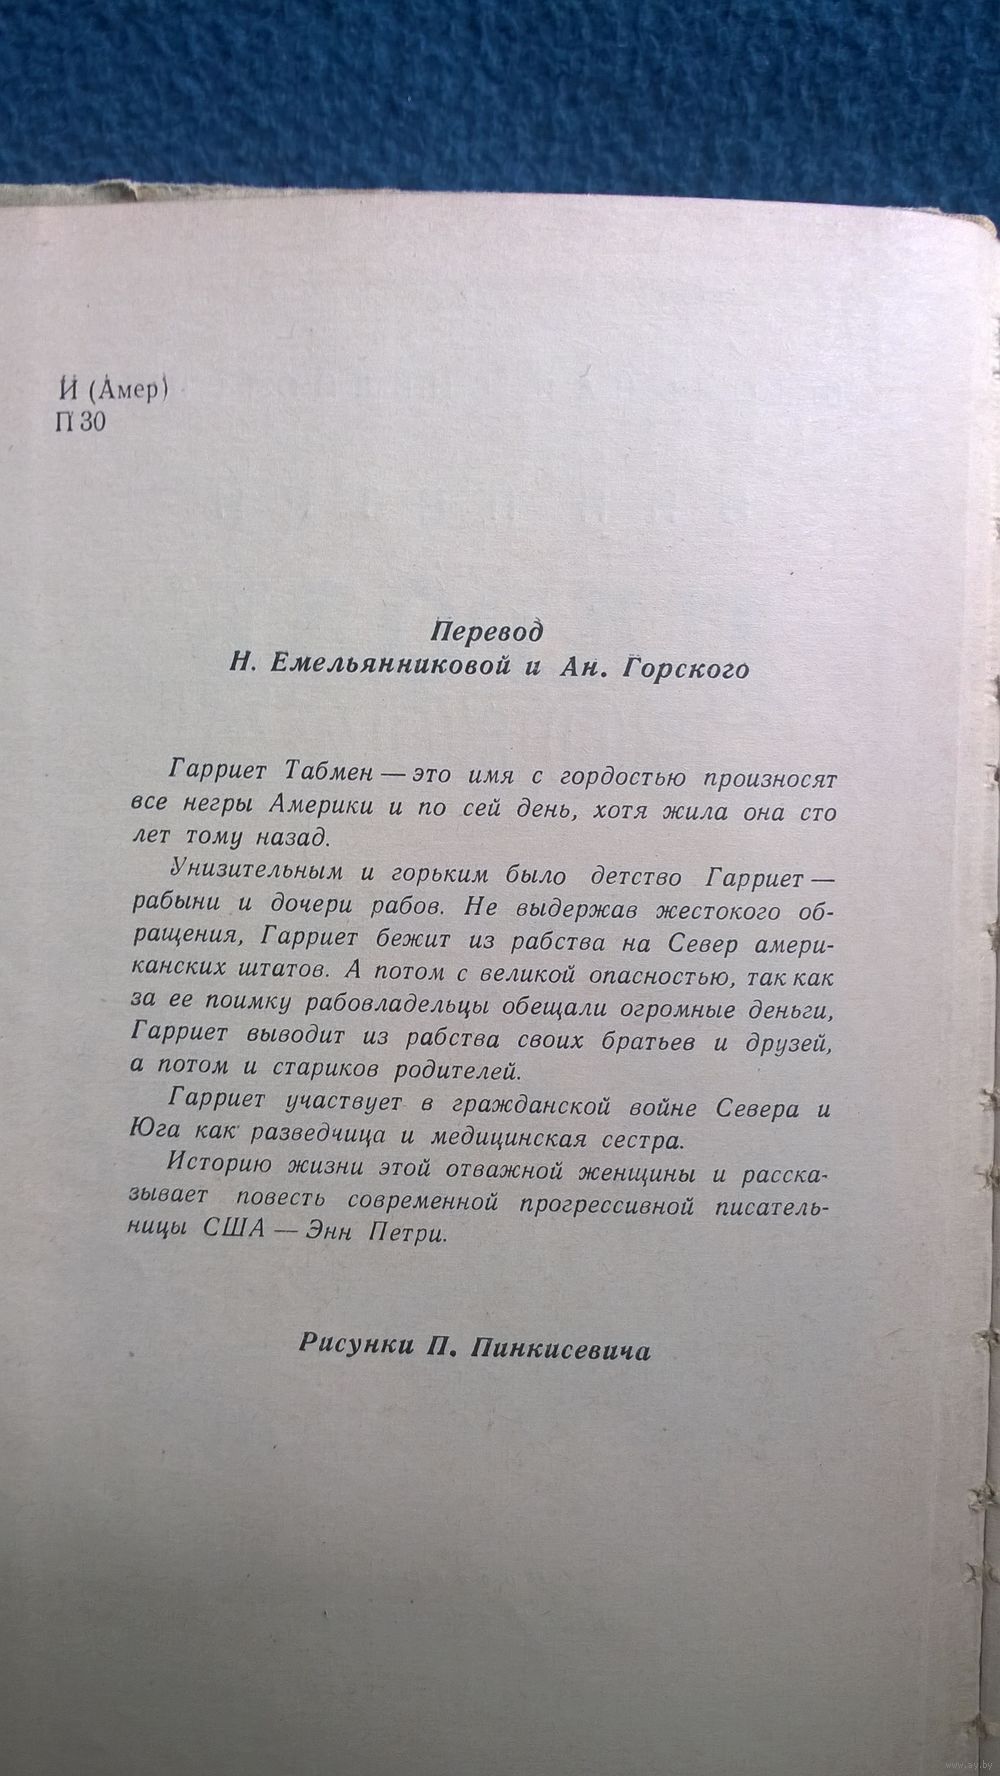 И (Амер)
П 30
Перевод
Н. Емельянниковой и Ан. Горского
Гарриет Табмен — это имя с гордостью произносят
все негры Америки и по сей день, хотя жила она сто
лет тому назад.
Унизительным и горьким было детство Гарриет —
рабыни и дочери рабов. Не выдержав жестокого об-
ращения, Гарриет бежит из рабства на Север амери-
канских штатов. А потом с великой опасностью, так как
за ее поимку рабовладельцы обещали огромные деньги,
Гарриет выводит из рабства своих братьев и друзей,
а потом и стариков родителей.
Гарриет участвует в гражданской войне Севера и
Юга как разведчица и медицинская сестра.
Историю жизни этой отважной женщины и расска-
зывает повесть современной прогрессивной писатель-
ницы США — Энн Петри.
Рисунки П. Пинкисевича
www.ay.by